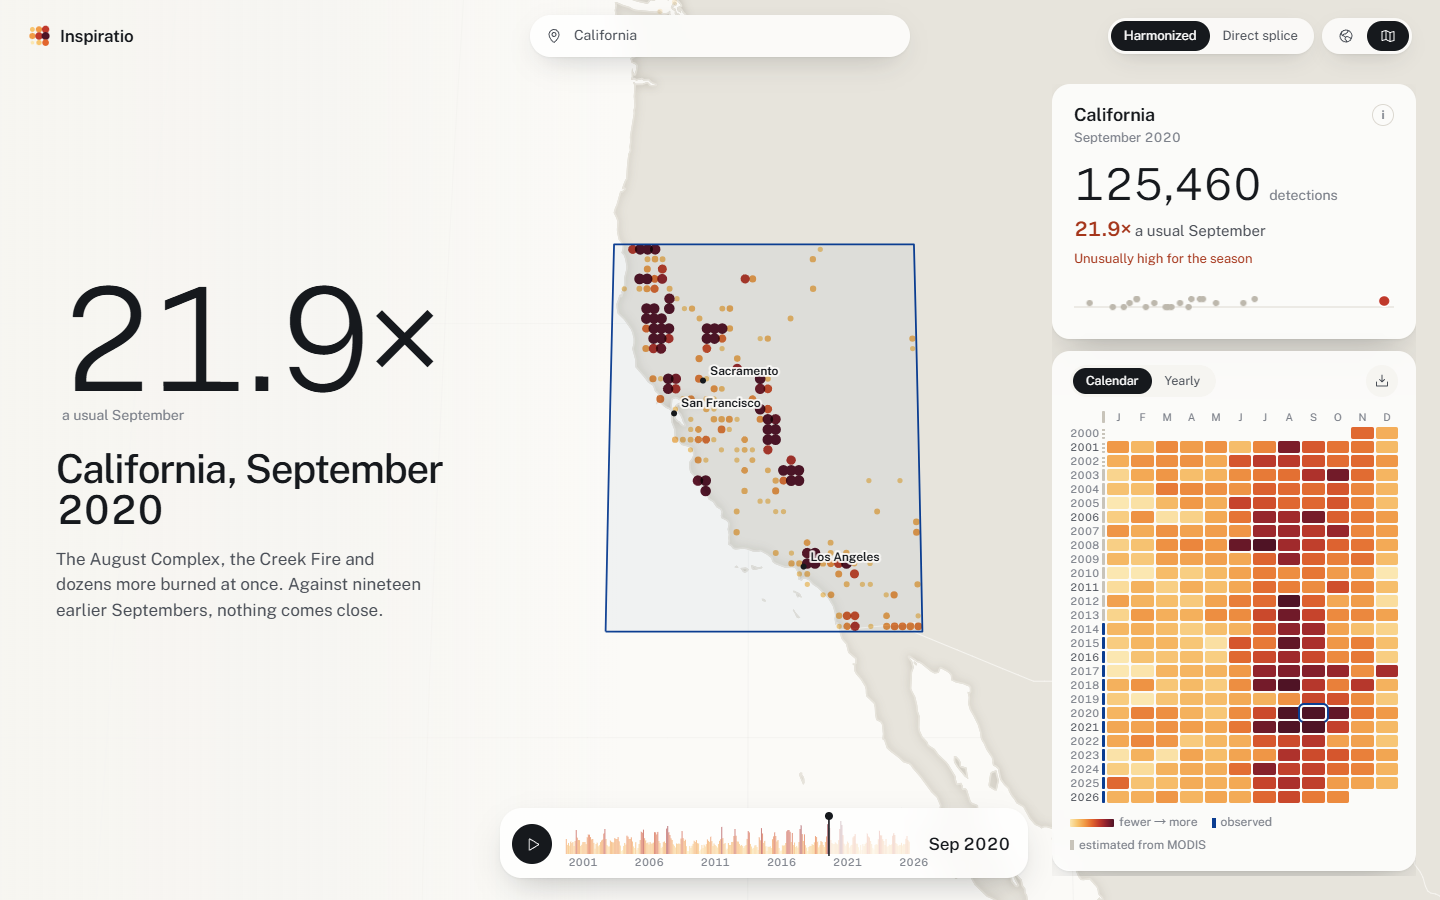 Inspiratio
California
Harmonized
Direct splice
21.9×
a usual September
California, September
2020
The August Complex, the Creek Fire and
dozens more burned at once. Against nineteen
earlier Septembers, nothing comes close.
Sacramento
San Francisco
Los Angeles
California
September 2020
125,460 detections
21.9× a usual September
Unusually high for the season
Calendar
Yearly
J F M A M J J A S O N D
2000
2001
2002
2003
2004
2005
2006
2007
2008
2009
2010
2011
2012
2013
2014
2015
2016
2017
2018
2019
2020
2021
2022
2023
2024
2025
2026
fewer → more
observed
estimated from MODIS
2001 2006 2011 2016 2021 2026
Sep 2020